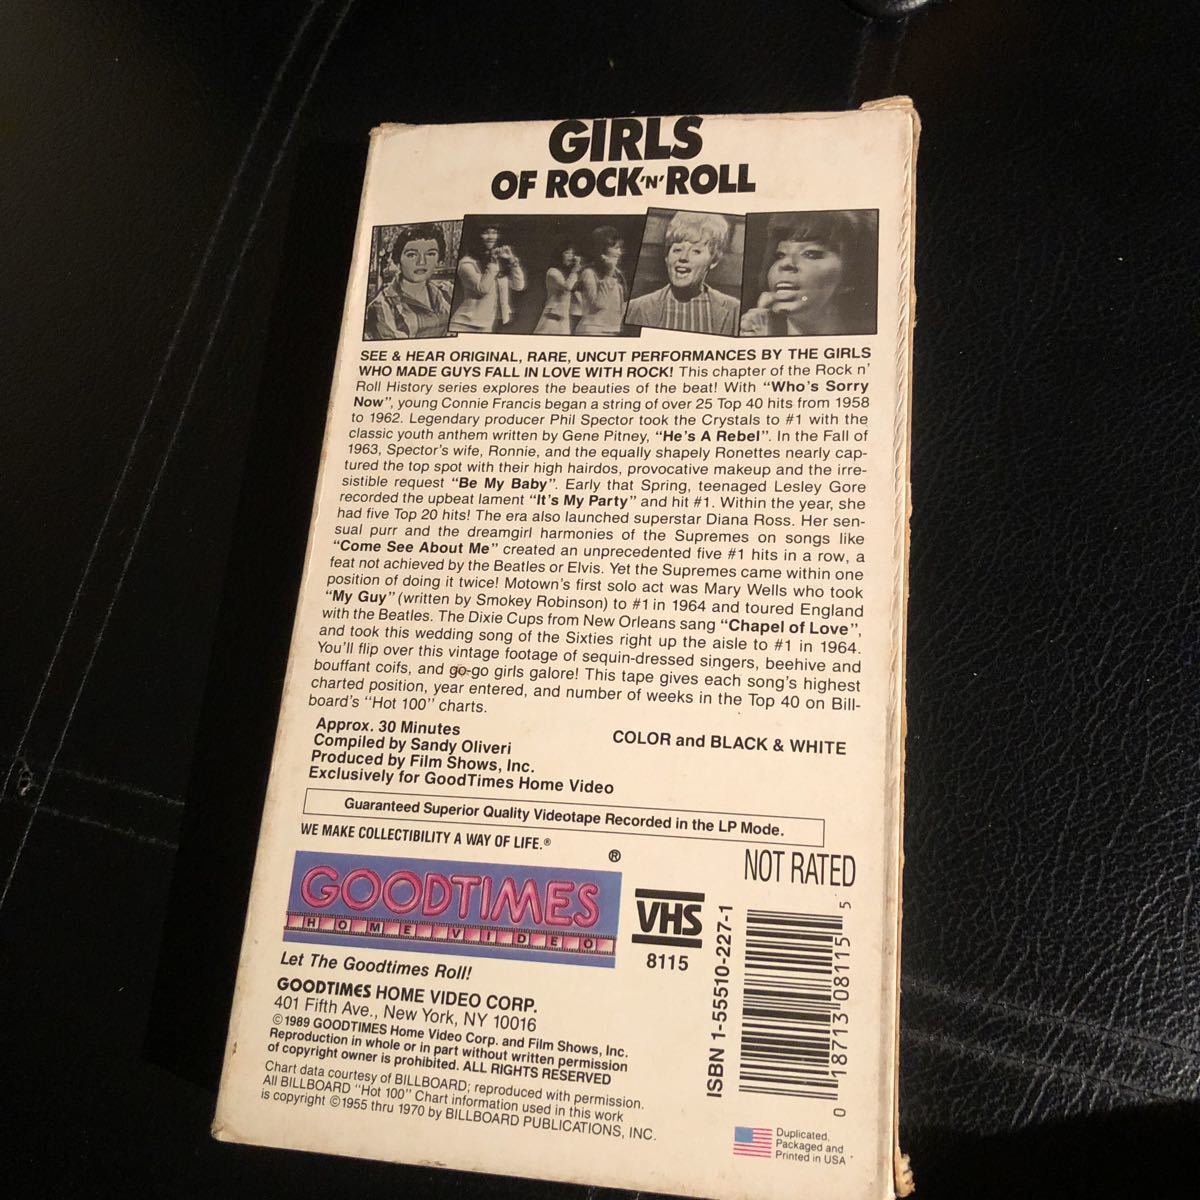 GIRLS
OF ROCK 'N' ROLL
SEE & HEAR ORIGINAL, RARE, UNCUT PERFORMANCES BY THE GIRLS
WHO MADE GUYS FALL IN LOVE WITH ROCK! This chapter of the Rock n'
Roll History series explores the beauties of the beat! With "Who's Sorry
Now", young Connie Francis began a string of over 25 Top 40 hits from 1958
to 1962. Legendary producer Phil Spector took the Crystals to #1 with the
classic youth anthem written by Gene Pitney, "He's A Rebel". In the Fall of
1963, Spector's wife, Ronnie, and the equally shapely Ronettes nearly cap-
tured the top spot with their high hairdos, provocative makeup and the irre-
sistible request "Be My Baby". Early that Spring, teenaged Lesley Gore
recorded the upbeat lament "It's My Party" and hit #1. Within the year, she
had five Top 20 hits! The era also launched superstar Diana Ross. Her sen-
sual purr and the dreamgirl harmonies of the Supremes on songs like
"Come See About Me" created an unprecedented five #1 hits in a row, a
feat not achieved by the Beatles or Elvis. Yet the Supremes came within one
position of doing it twice! Motown's first solo act was Mary Wells who took
"My Guy" (written by Smokey Robinson) to #1 in 1964 and toured England
with the Beatles. The Dixie Cups from New Orleans sang "Chapel of Love",
and took this wedding song of the Sixties right up the aisle to #1 in 1964.
You'll flip over this vintage footage of sequin-dressed singers, beehive and
bouffant coifs, and go-go girls galore! This tape gives each song's highest
charted position, year entered, and number of weeks in the Top 40 on Bill-
board's "Hot 100" charts.
Approx. 30 Minutes
Compiled by Sandy Oliveri
Produced by Film Shows, Inc.
Exclusively for GoodTimes Home Video
COLOR and BLACK & WHITE
Guaranteed Superior Quality Videotape Recorded in the LP Mode.
WE MAKE COLLECTIBILITY A WAY OF LIFE.®
NOT RATED
®
GOODTIMES
HOME VIDEO
VHS
8115
Let The Goodtimes Roll!
GOODTIMES HOME VIDEO CORP.
401 Fifth Ave., New York, NY 10016
©1989 GOODTIMES Home Video Corp. and Film Shows, Inc.
Reproduction in whole or in part without written permission
of copyright owner is prohibited. ALL RIGHTS RESERVED
Chart data courtesy of BILLBOARD; reproduced with permission.
All BILLBOARD "Hot 100" Chart information used in this work
is copyright ©1955 thru 1970 by BILLBOARD PUBLICATIONS, INC.
ISBN 1-55510-227-1
0 18713 08115 5
Duplicated,
Packaged and
Printed in USA